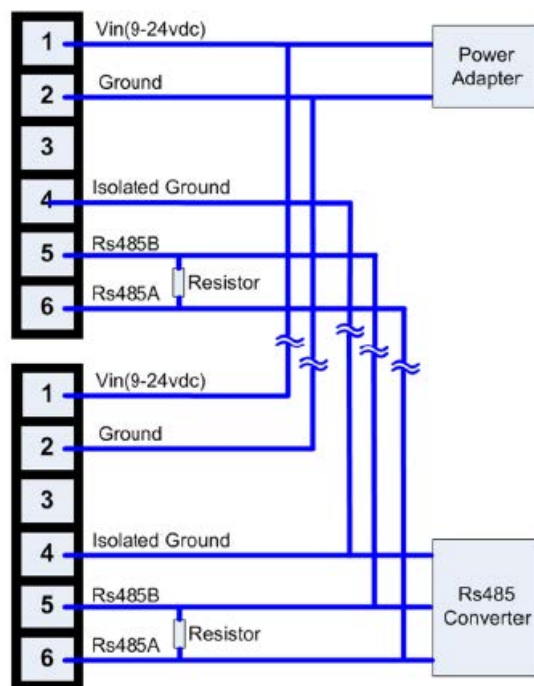 1
Vin(9-24vdc)
Power
Adapter
2
Ground
3
4
Isolated Ground
5
Rs485B
Resistor
6
Rs485A
1
Vin(9-24vdc)
2
Ground
3
4
Isolated Ground
5
Rs485B
Resistor
6
Rs485A
Rs485
Converter